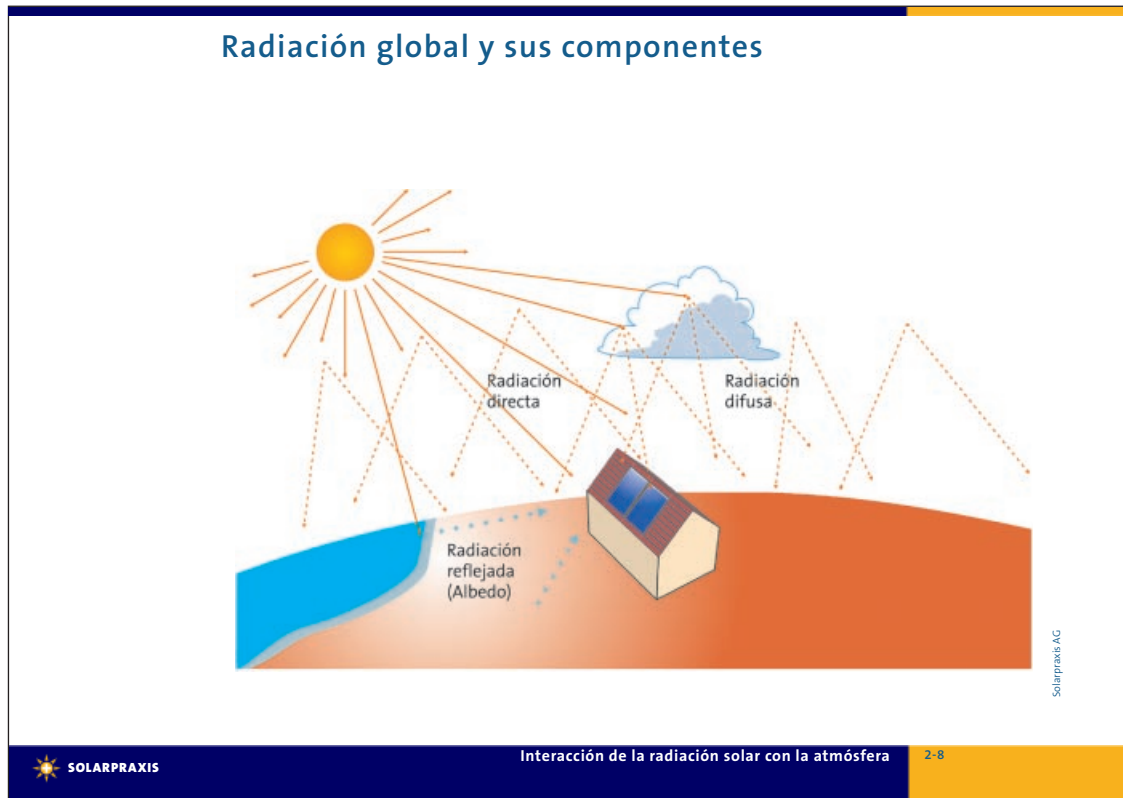 Radiación global y sus componentes
Radiación
directa
Radiación
difusa
Radiación
reflejada
(Albedo)
Solarpraxis AG
SOLARPRAXIS
Interacción de la radiación solar con la atmósfera
2-8